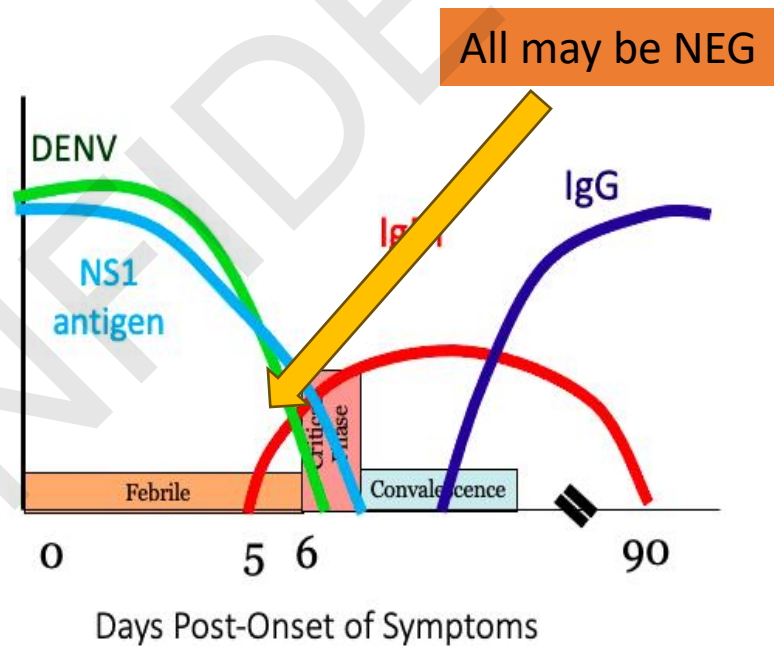 All may be NEG
DENV
IgG
NS1
antigen
Febrile
Phase
Convalescence
0
5
6
90
Days Post-Onset of Symptoms